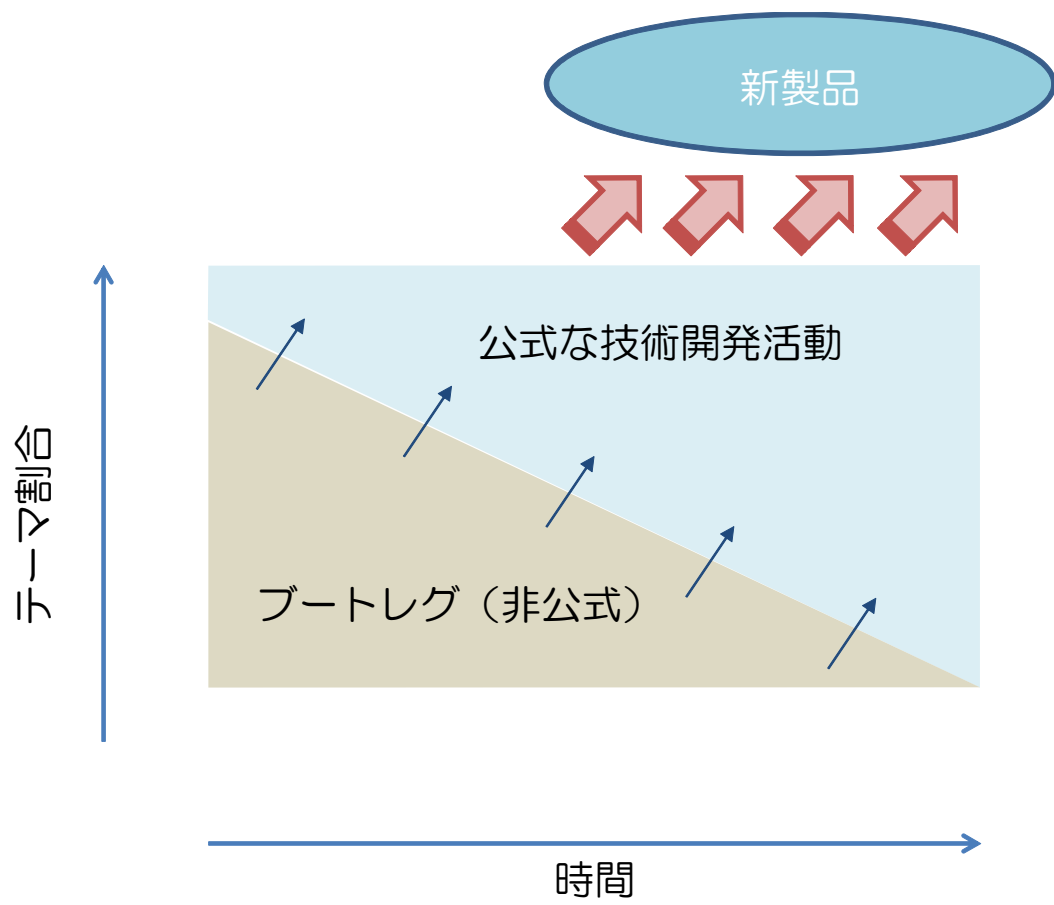 新製品
公式な技術開発活動
テーマ割合
ブートレグ（非公式）
時間